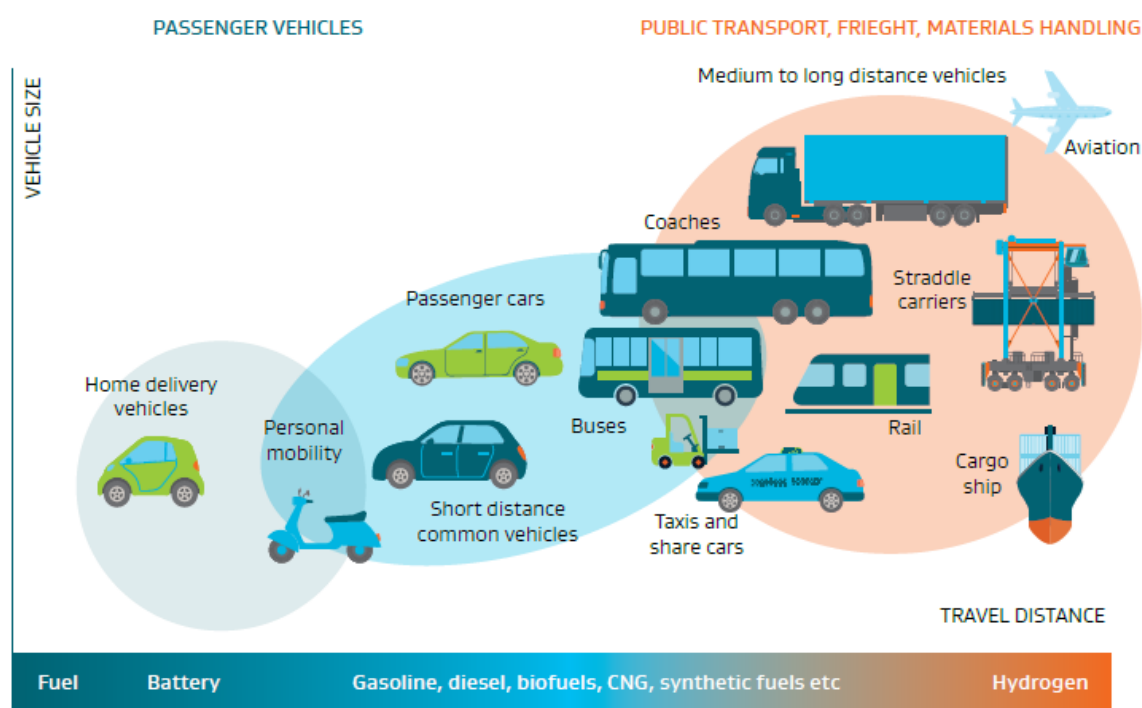 PASSENGER VEHICLES
PUBLIC TRANSPORT, FRIEGHT, MATERIALS HANDLING
VEHICLE SIZE
Medium to long distance vehicles
Aviation
Coaches
Straddle
carriers
Passenger cars
Home delivery
vehicles
Personal
mobility
Buses
Rail
Short distance
common vehicles
Taxis and
share cars
Cargo
ship
TRAVEL DISTANCE
Fuel
Battery
Gasoline, diesel, biofuels, CNG, synthetic fuels etc
Hydrogen